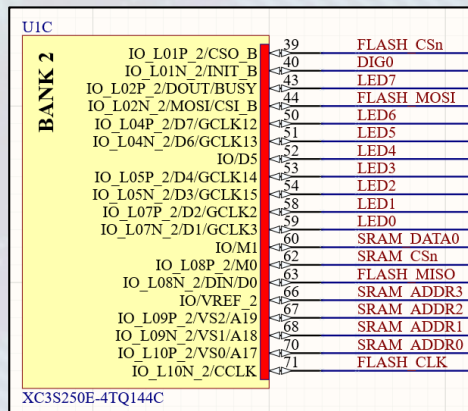 U1C
BANK 2
IO_L01P_2/CSO_B 39 FLASH_CSn
IO_L01N_2/INIT_B 40 DIG0
IO_L02P_2/DOUT/BUSY 43 LED7
IO_L02N_2/MOSI/CSI_B 44 FLASH_MOSI
IO_L04P_2/D7/GCLK12 50 LED6
IO_L04N_2/D6/GCLK13 51 LED5
IO/D5 52 LED4
IO_L05P_2/D4/GCLK14 53 LED3
IO_L05N_2/D3/GCLK15 54 LED2
IO_L07P_2/D2/GCLK2 58 LED1
IO_L07N_2/D1/GCLK3 59 LED0
IO/M1 60 SRAM_DATA0
IO_L08P_2/M0 62 SRAM_CSn
IO_L08N_2/DIN/D0 63 FLASH_MISO
IO/VREF_2 66 SRAM_ADDR3
IO_L09P_2/VS2/A19 67 SRAM_ADDR2
IO_L09N_2/VS1/A18 68 SRAM_ADDR1
IO_L10P_2/VS0/A17 70 SRAM_ADDR0
IO_L10N_2/CCLK 71 FLASH_CLK
XC3S250E-4TQ144C